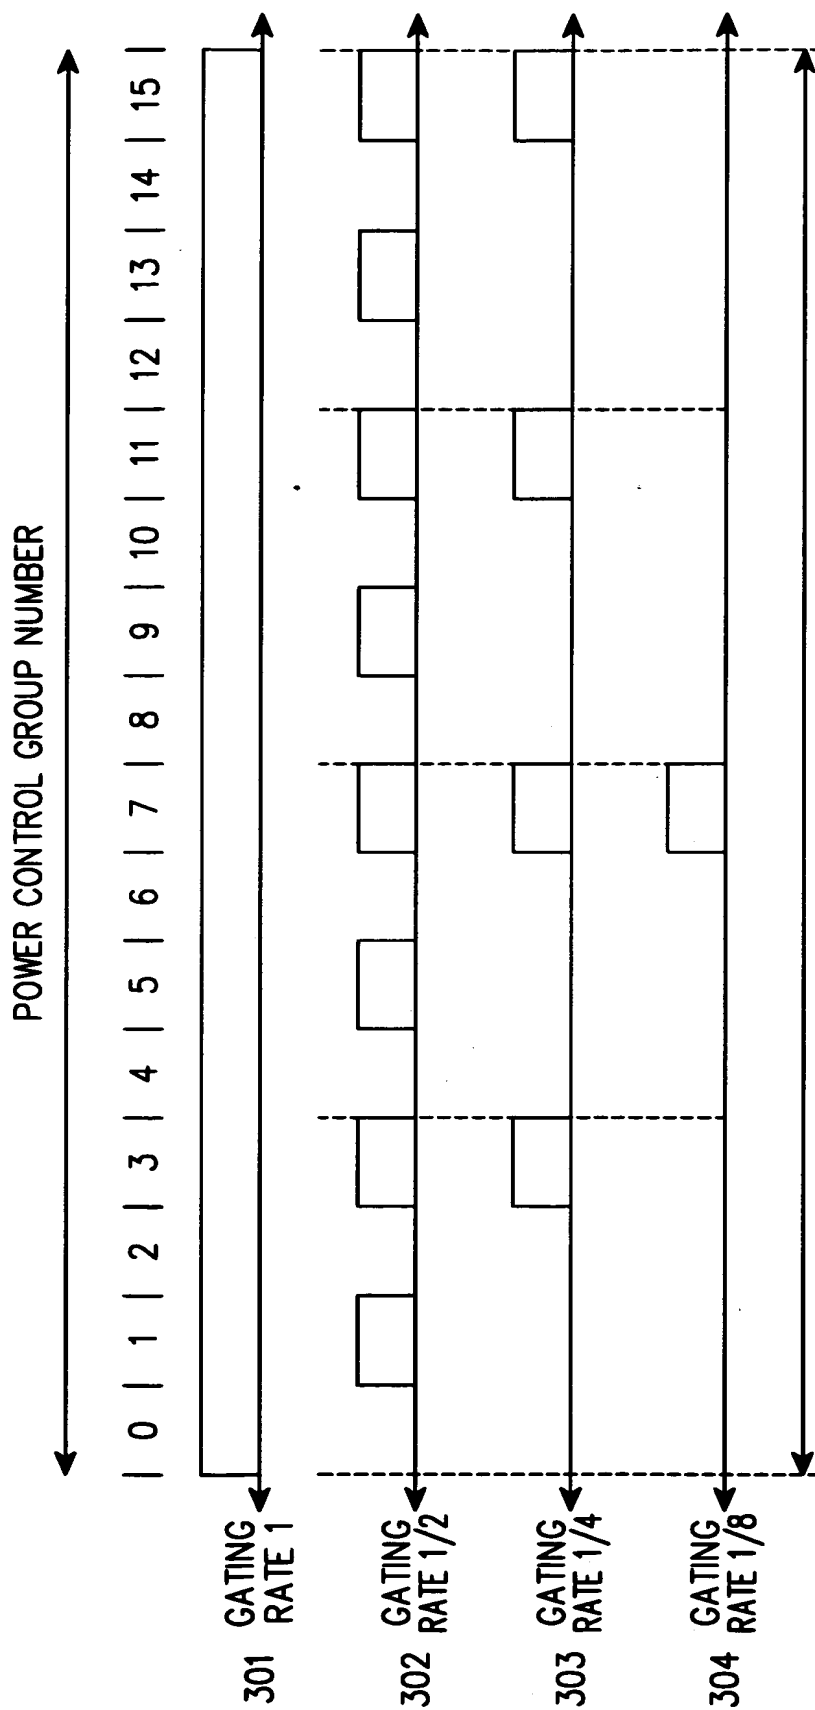 POWER CONTROL GROUP NUMBER
| 0 | 1 | 2 | 3 | 4 | 5 | 6 | 7 | 8 | 9 | 10 | 11 | 12 | 13 | 14 | 15 |
301 GATING
RATE 1
302 GATING
RATE 1/2
303 GATING
RATE 1/4
304 GATING
RATE 1/8